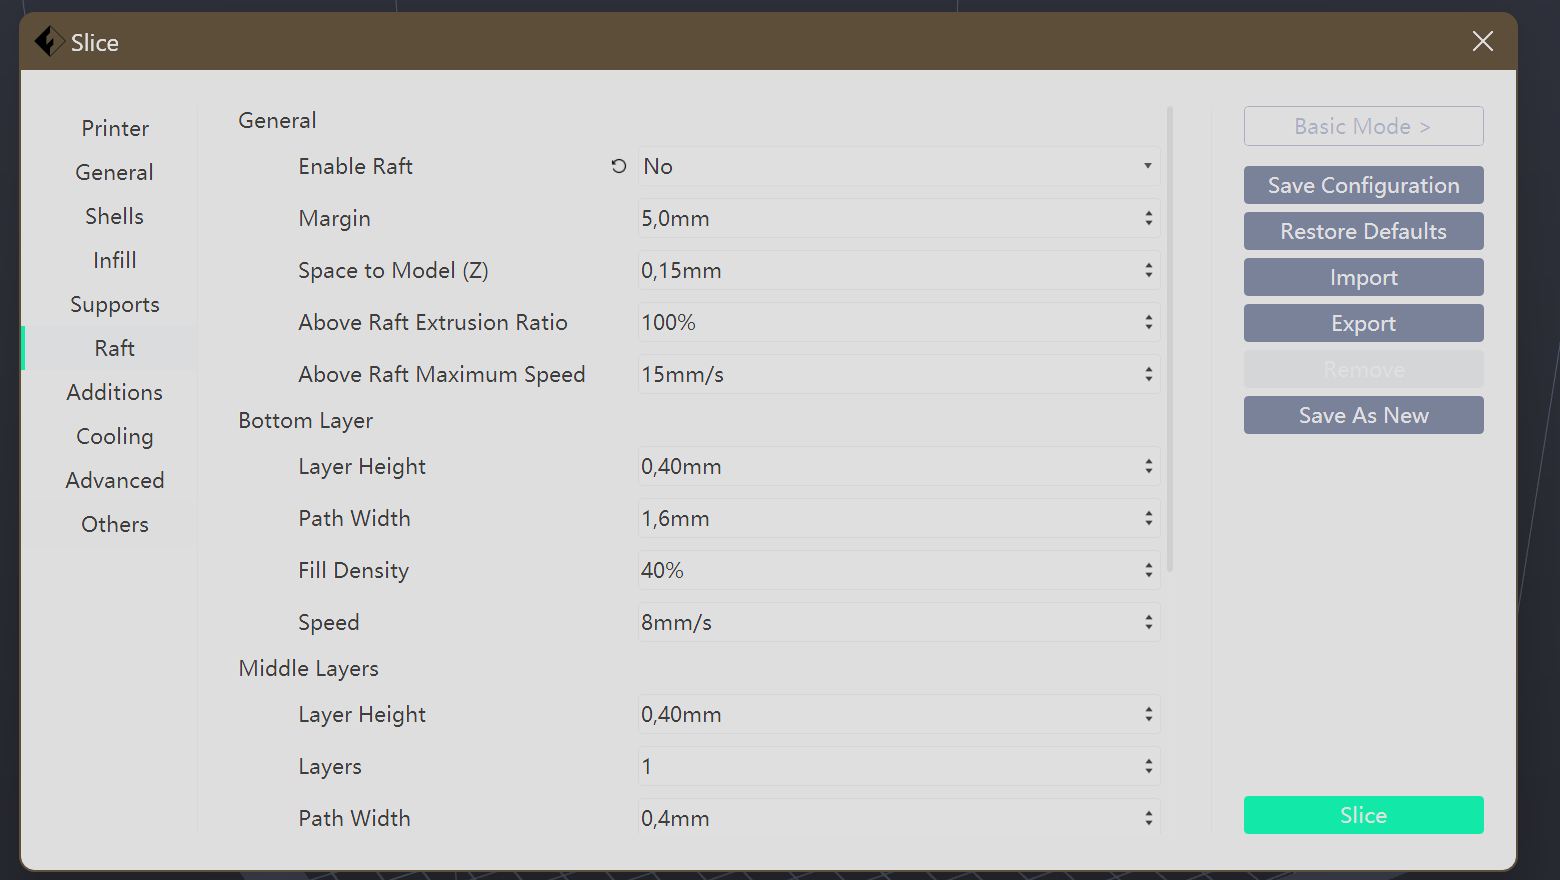 Slice
Printer
General
Shells
Infill
Supports
Raft
Additions
Cooling
Advanced
Others
General
Enable Raft No
Margin 5,0mm
Space to Model (Z) 0,15mm
Above Raft Extrusion Ratio 100%
Above Raft Maximum Speed 15mm/s
Bottom Layer
Layer Height 0,40mm
Path Width 1,6mm
Fill Density 40%
Speed 8mm/s
Middle Layers
Layer Height 0,40mm
Layers 1
Path Width 0,4mm
Basic Mode >
Save Configuration
Restore Defaults
Import
Export
Remove
Save As New
Slice